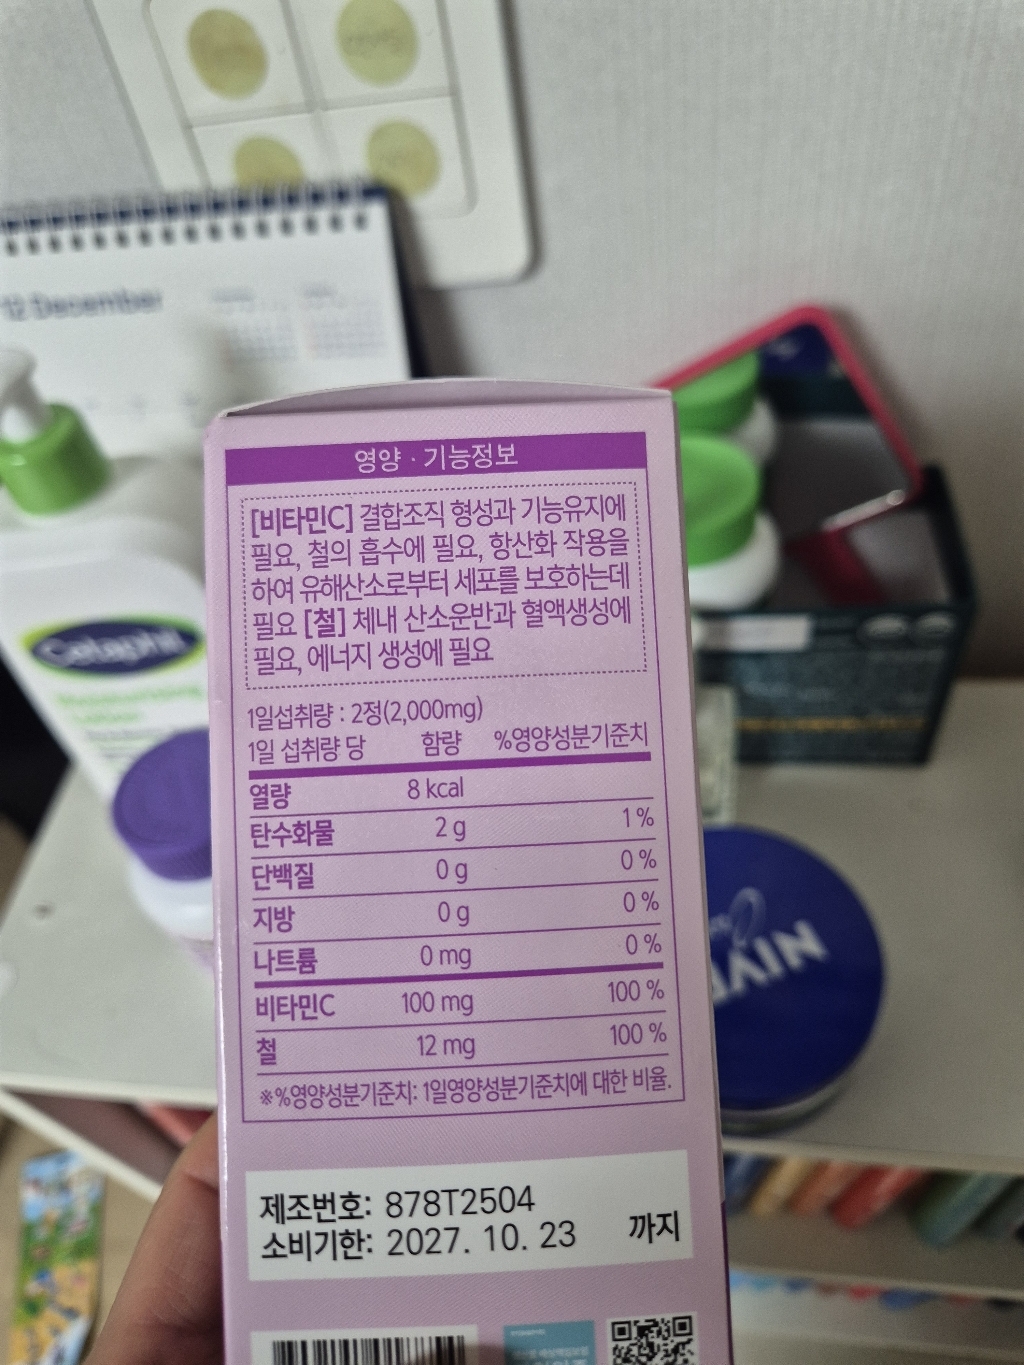 12 December
Cetaphil
영양 · 기능정보
[비타민C] 결합조직 형성과 기능유지에
필요, 철의 흡수에 필요, 항산화 작용을
하여 유해산소로부터 세포를 보호하는데
필요 [철] 체내 산소운반과 혈액생성에
필요, 에너지 생성에 필요
1일섭취량 : 2정(2,000mg)
1일 섭취량 당 함량 %영양성분기준치
열량 8 kcal
탄수화물 2 g 1 %
단백질 0 g 0 %
지방 0 g 0 %
나트륨 0 mg 0 %
비타민C 100 mg 100 %
철 12 mg 100 %
※%영양성분기준치: 1일영양성분기준치에 대한 비율.
제조번호: 878T2504
소비기한: 2027. 10. 23 까지
NIVE